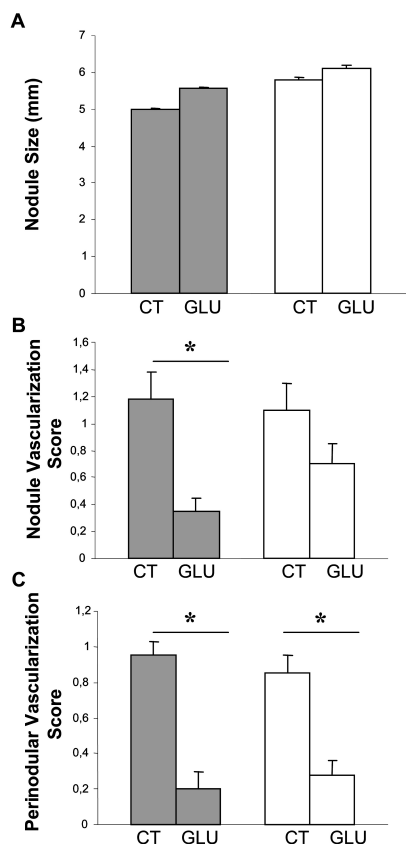 A
Nodule Size (mm)
7
6
5
4
3
2
1
0
CT GLU CT GLU
B
Nodule Vascularization
Score
1,6
1,4
1,2
1
0,8
0,6
0,4
0,2
0
*
CT GLU CT GLU
C
Perinodular Vascularization
Score
1,2
1
0,8
0,6
0,4
0,2
0
* *
CT GLU CT GLU